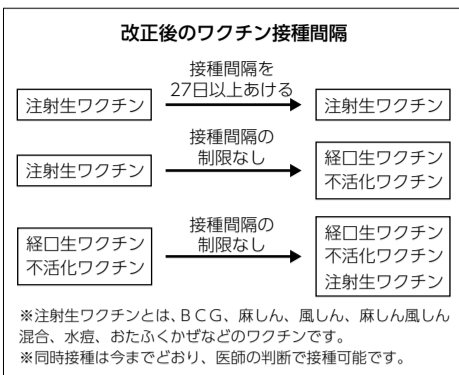 改正後のワクチン接種間隔
接種間隔を
27日以上あける
注射生ワクチン
注射生ワクチン
接種間隔の
制限なし
注射生ワクチン
経口生ワクチン
不活化ワクチン
接種間隔の
制限なし
経口生ワクチン
不活化ワクチン
経口生ワクチン
不活化ワクチン
注射生ワクチン
※注射生ワクチンとは、BCG、麻しん、風しん、麻しん風しん
混合、水痘、おたふくかぜなどのワクチンです。
※同時接種は今までどおり、医師の判断で接種可能です。